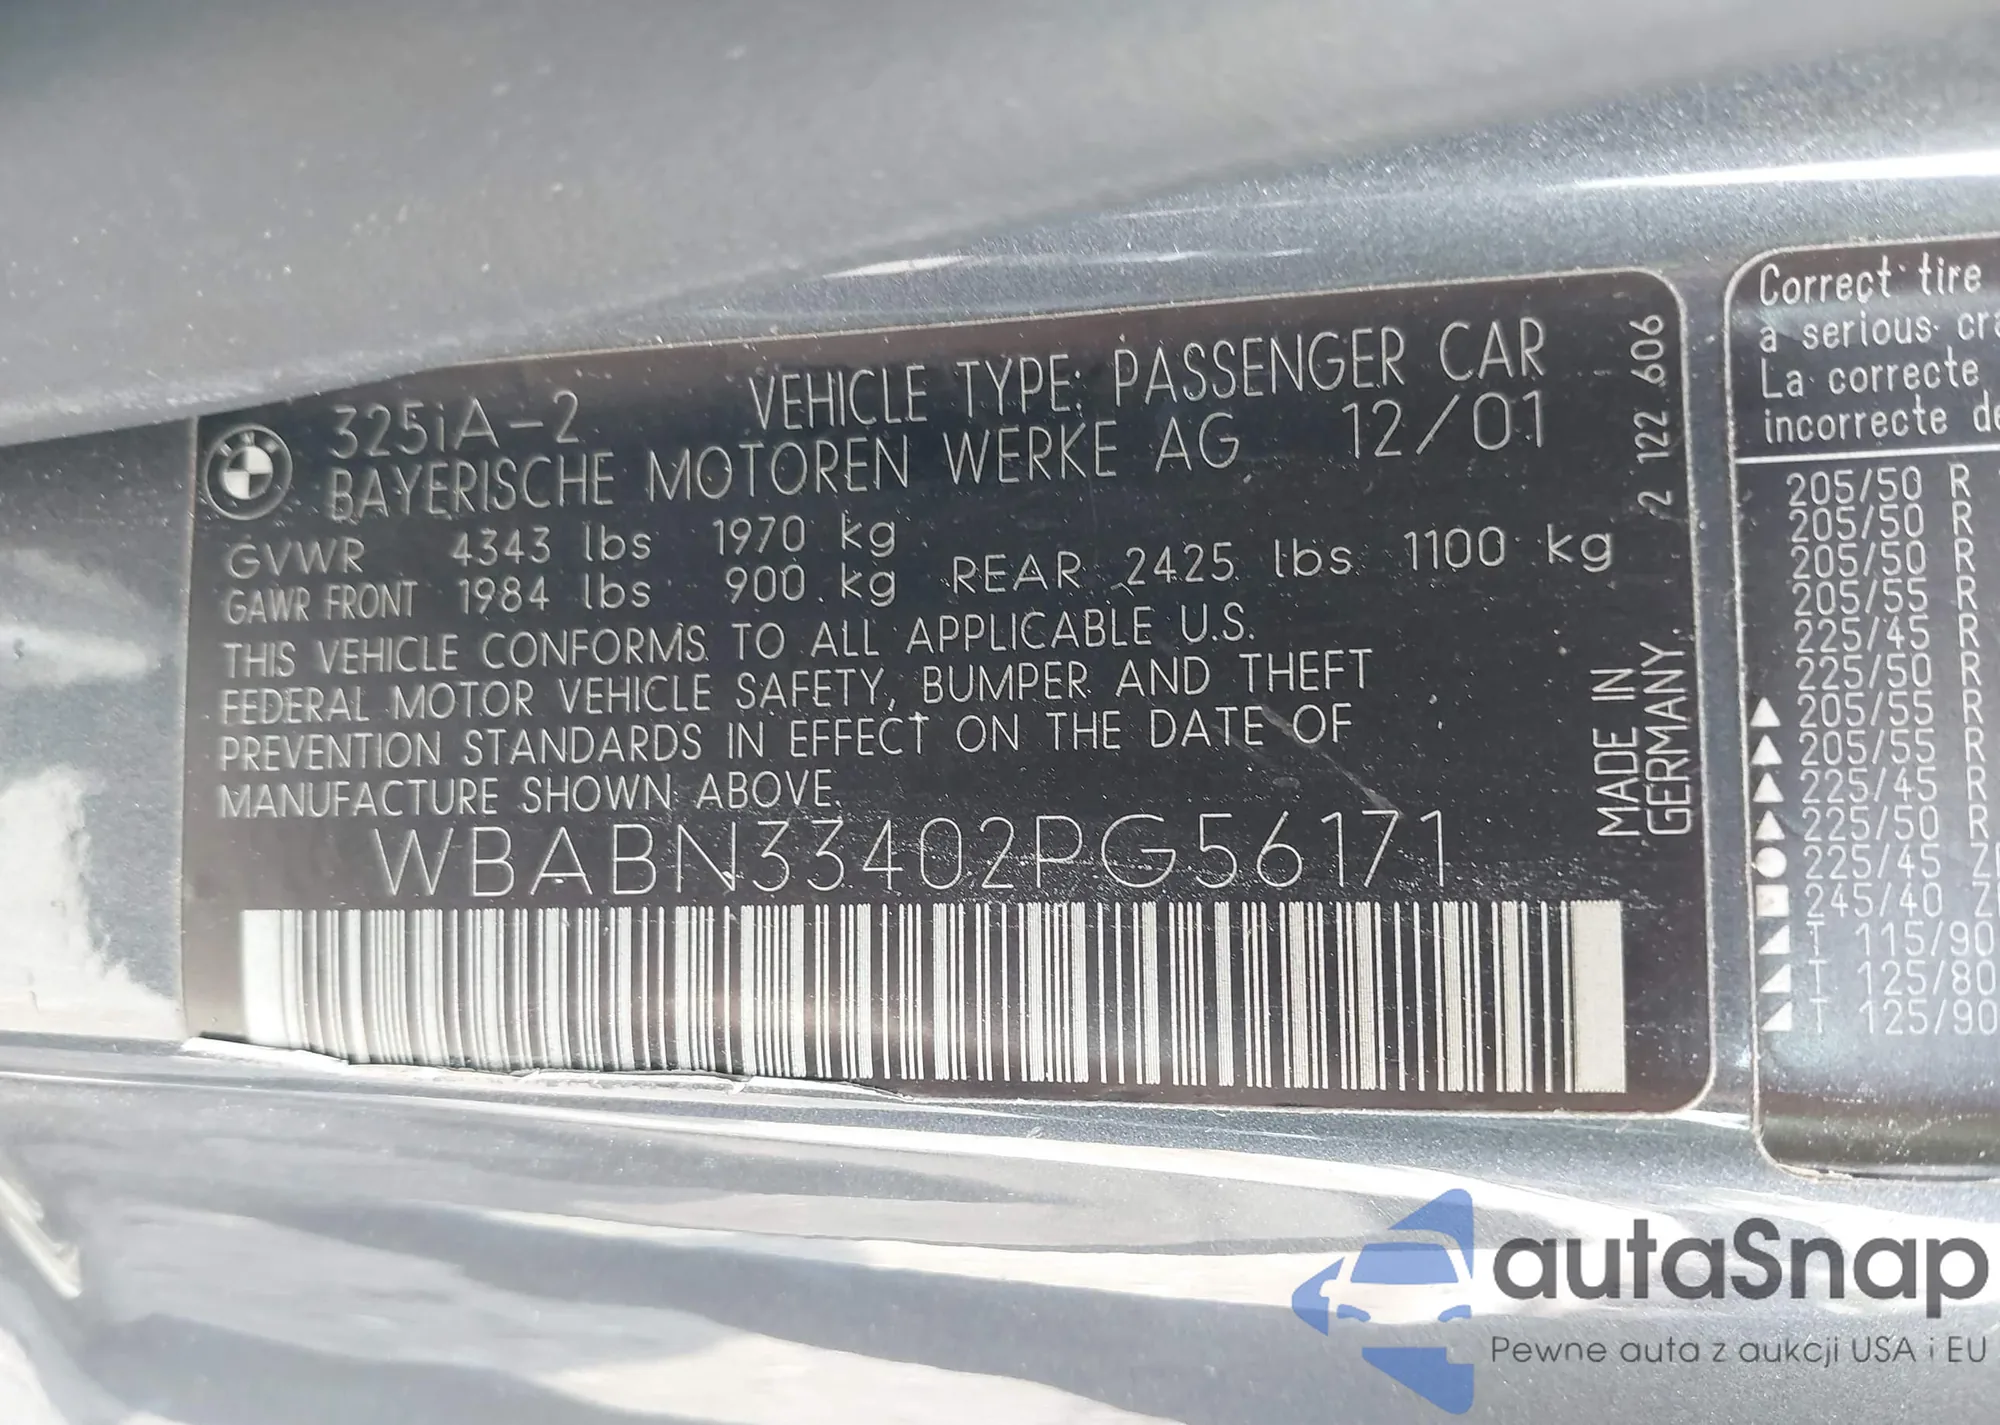 325iA-2 VEHICLE TYPE: PASSENGER CAR
BAYERISCHE MOTOREN WERKE AG 12/01
GVWR 4343 lbs 1970 kg
GAWR FRONT 1984 lbs 900 kg REAR 2425 lbs 1100 kg
THIS VEHICLE CONFORMS TO ALL APPLICABLE U.S.
FEDERAL MOTOR VEHICLE SAFETY, BUMPER AND THEFT
PREVENTION STANDARDS IN EFFECT ON THE DATE OF
MANUFACTURE SHOWN ABOVE.
WBABN33402PG56171
2 122 606
MADE IN
GERMANY.
Correct tire
a serious
La correcte
incorrecte
205/50 R
205/50 R
205/50 R
205/55 R
225/45 R
225/50 R
205/55 R
205/55 R
225/45 R
225/50 R
225/45
245/40
T 115/90
T 125/80
T 125/90
autaSnap
Pewne auta z aukcji USA i EU